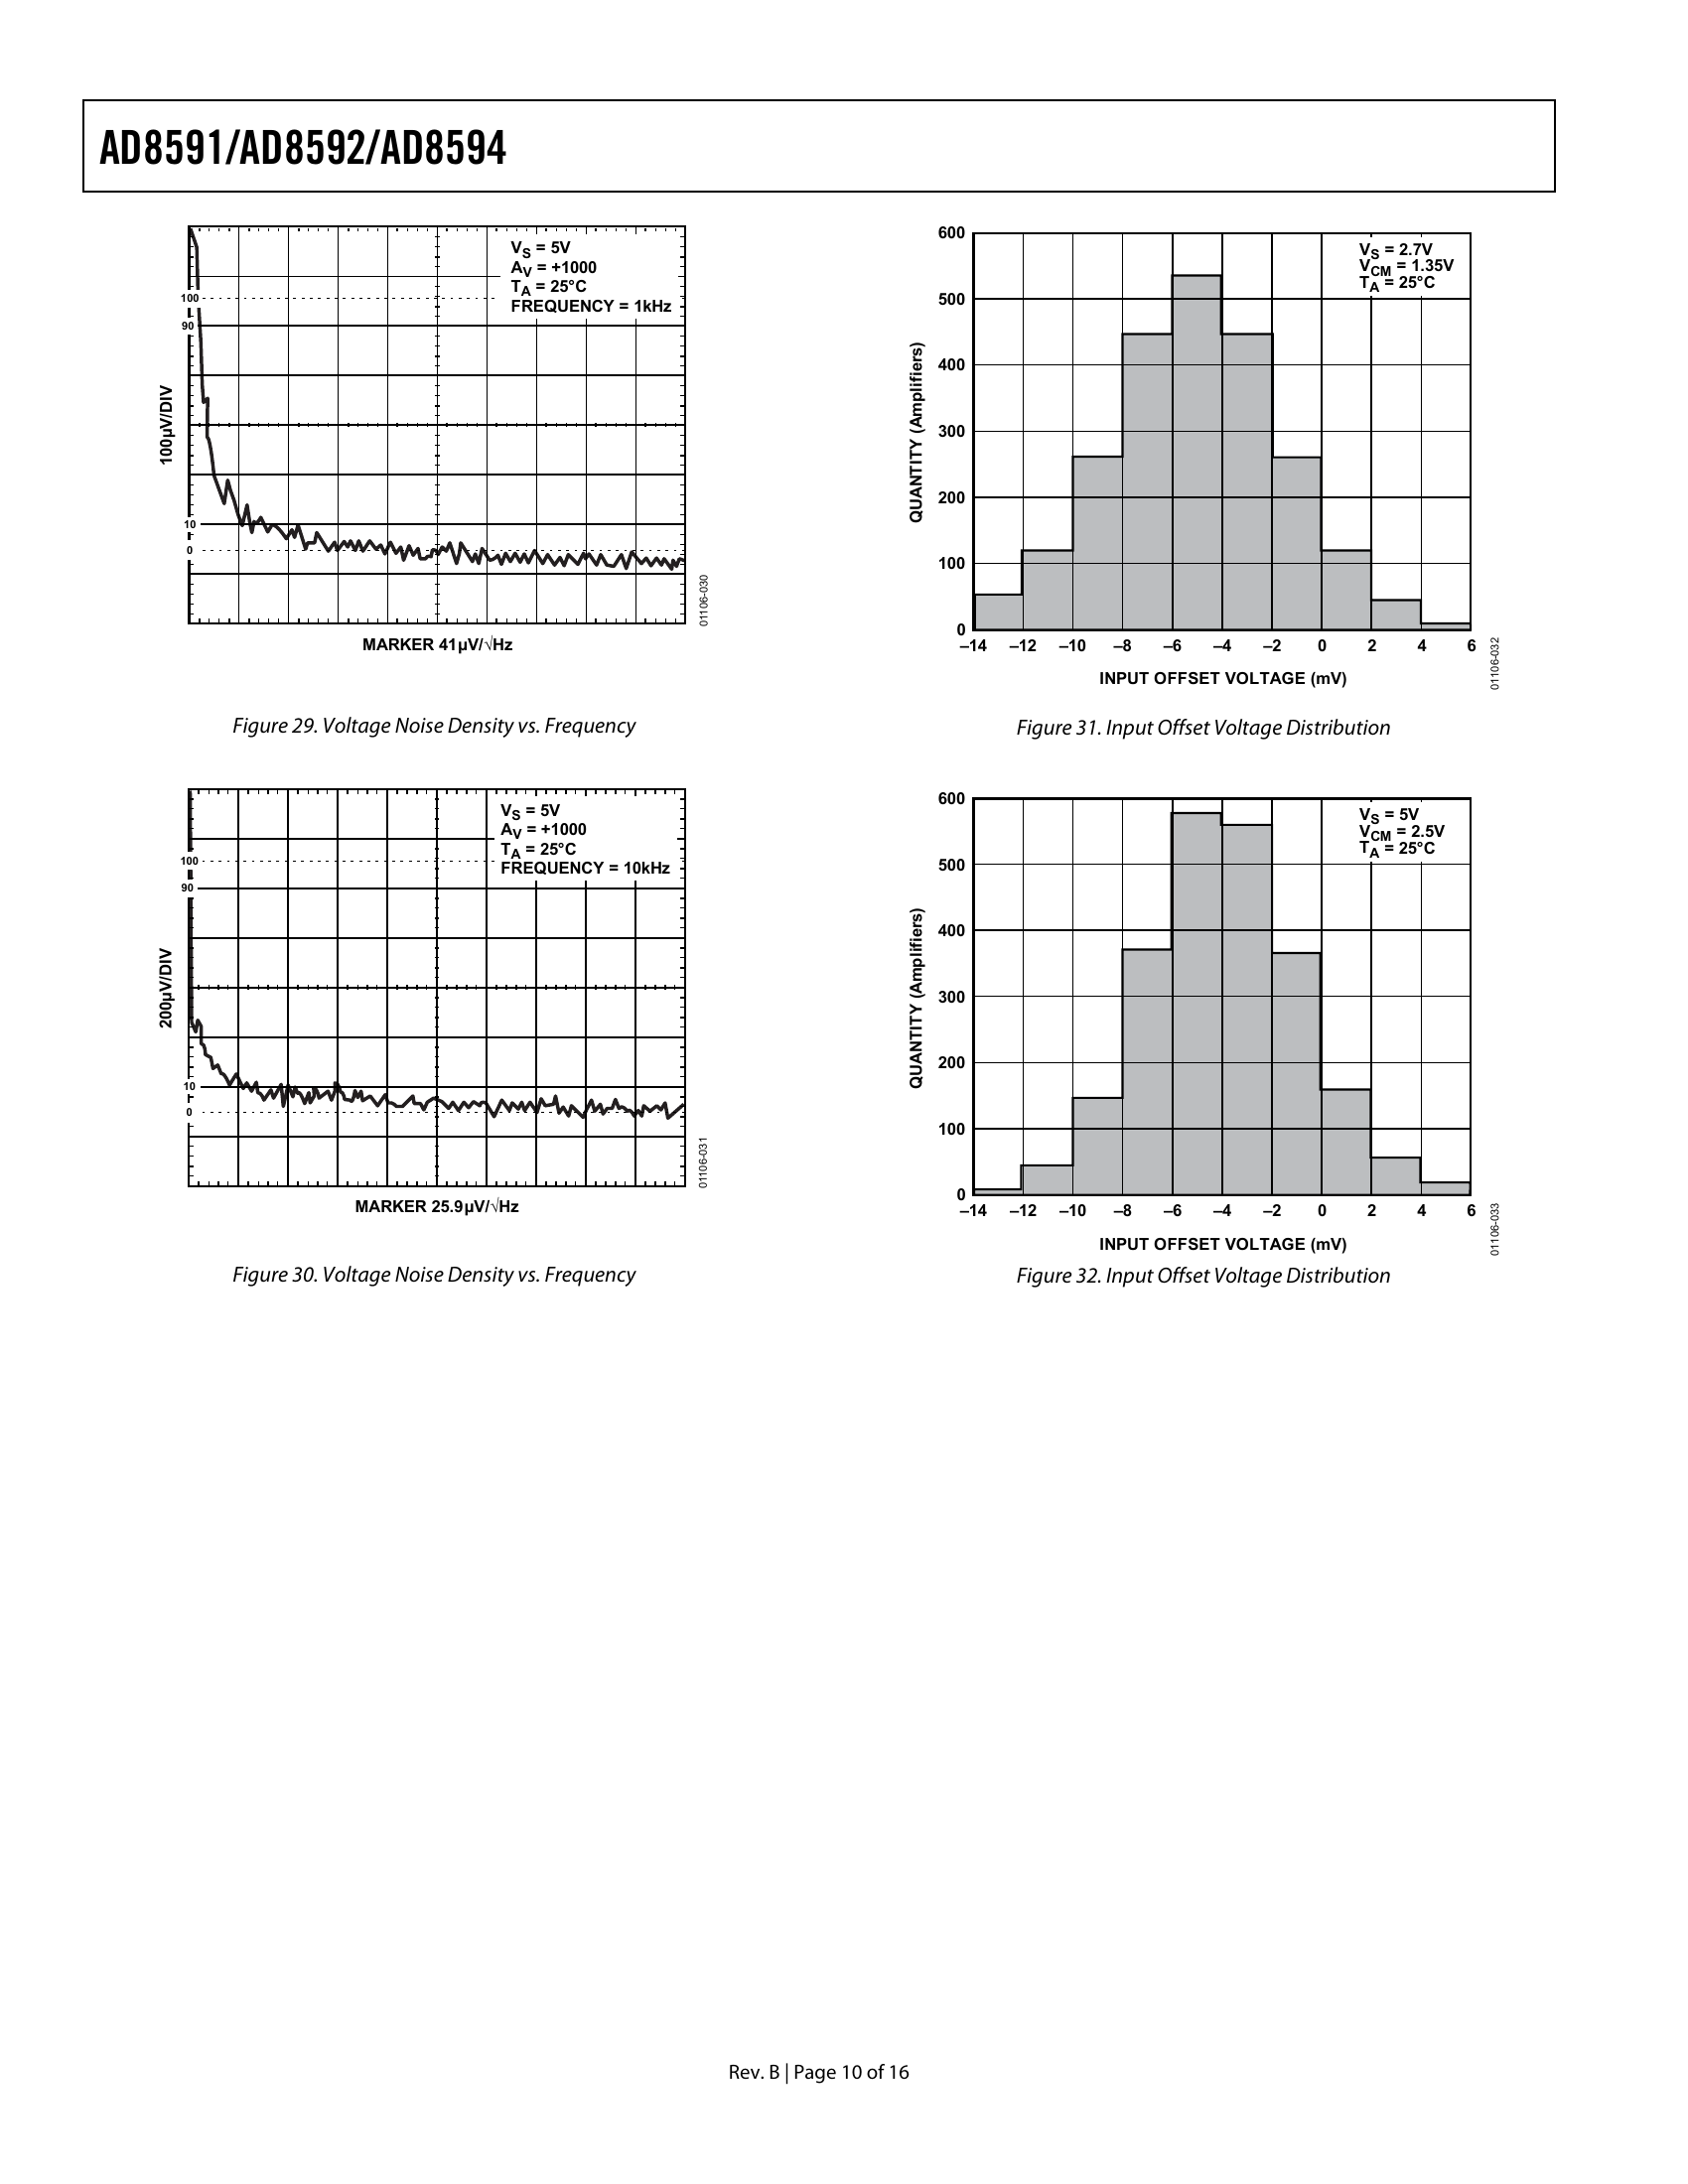 AD8591/AD8592/AD8594
VS = 5V
AV = +1000
TA = 25°C
FREQUENCY = 1kHz
100
90
10
0
100µV/DIV
MARKER 41µV/√Hz
01106-030
Figure 29. Voltage Noise Density vs. Frequency
VS = 5V
AV = +1000
TA = 25°C
FREQUENCY = 10kHz
100
90
10
0
200µV/DIV
MARKER 25.9µV/√Hz
01106-031
Figure 30. Voltage Noise Density vs. Frequency
VS = 2.7V
VCM = 1.35V
TA = 25°C
600
500
400
300
200
100
0
QUANTITY (Amplifiers)
–14 –12 –10 –8 –6 –4 –2 0 2 4 6
INPUT OFFSET VOLTAGE (mV)
01106-032
Figure 31. Input Offset Voltage Distribution
VS = 5V
VCM = 2.5V
TA = 25°C
600
500
400
300
200
100
0
QUANTITY (Amplifiers)
–14 –12 –10 –8 –6 –4 –2 0 2 4 6
INPUT OFFSET VOLTAGE (mV)
01106-033
Figure 32. Input Offset Voltage Distribution
Rev. B | Page 10 of 16